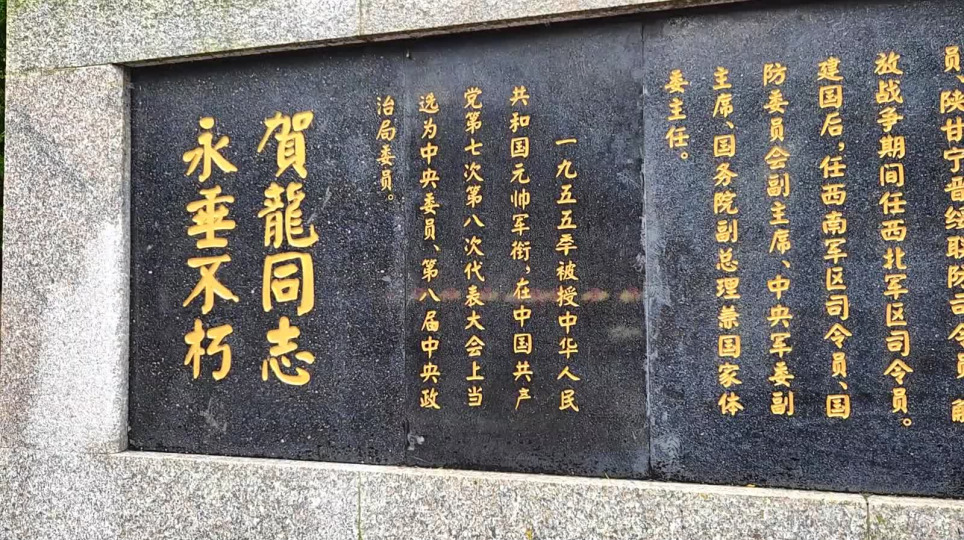 员、陕甘宁晋绥联防司令员 解
放战争期间任西北军区司令员。
建国后，任西南军区司令员、国
防委员会副主席、中央军委副
主席、国务院副总理兼国家体
委主任。
一九五五年被授中华人民
共和国元帅军衔，在中国共产
党第七次第八次代表大会上当
选为中央委员、第八届中央政
治局委员。
賀龍同志
永垂不朽